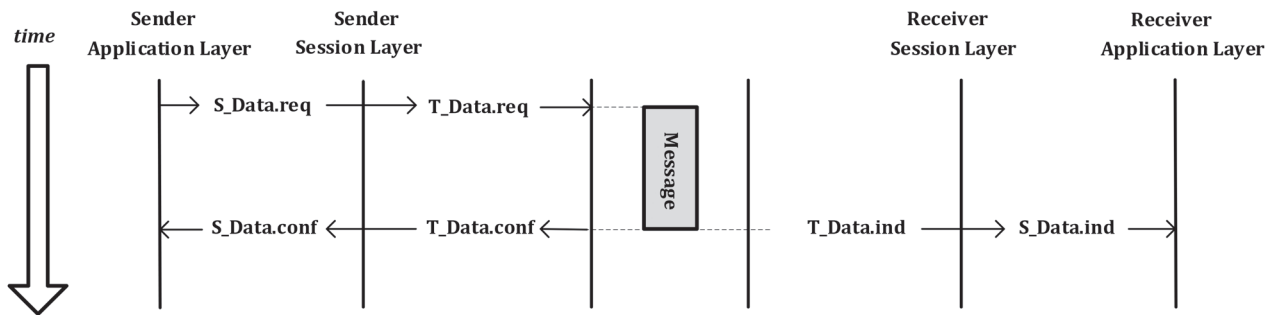 time
Sender
Application Layer
Sender
Session Layer
Receiver
Session Layer
Receiver
Application Layer
S_Data.req
T_Data.req
Message
S_Data.conf
T_Data.conf
T_Data.ind
S_Data.ind